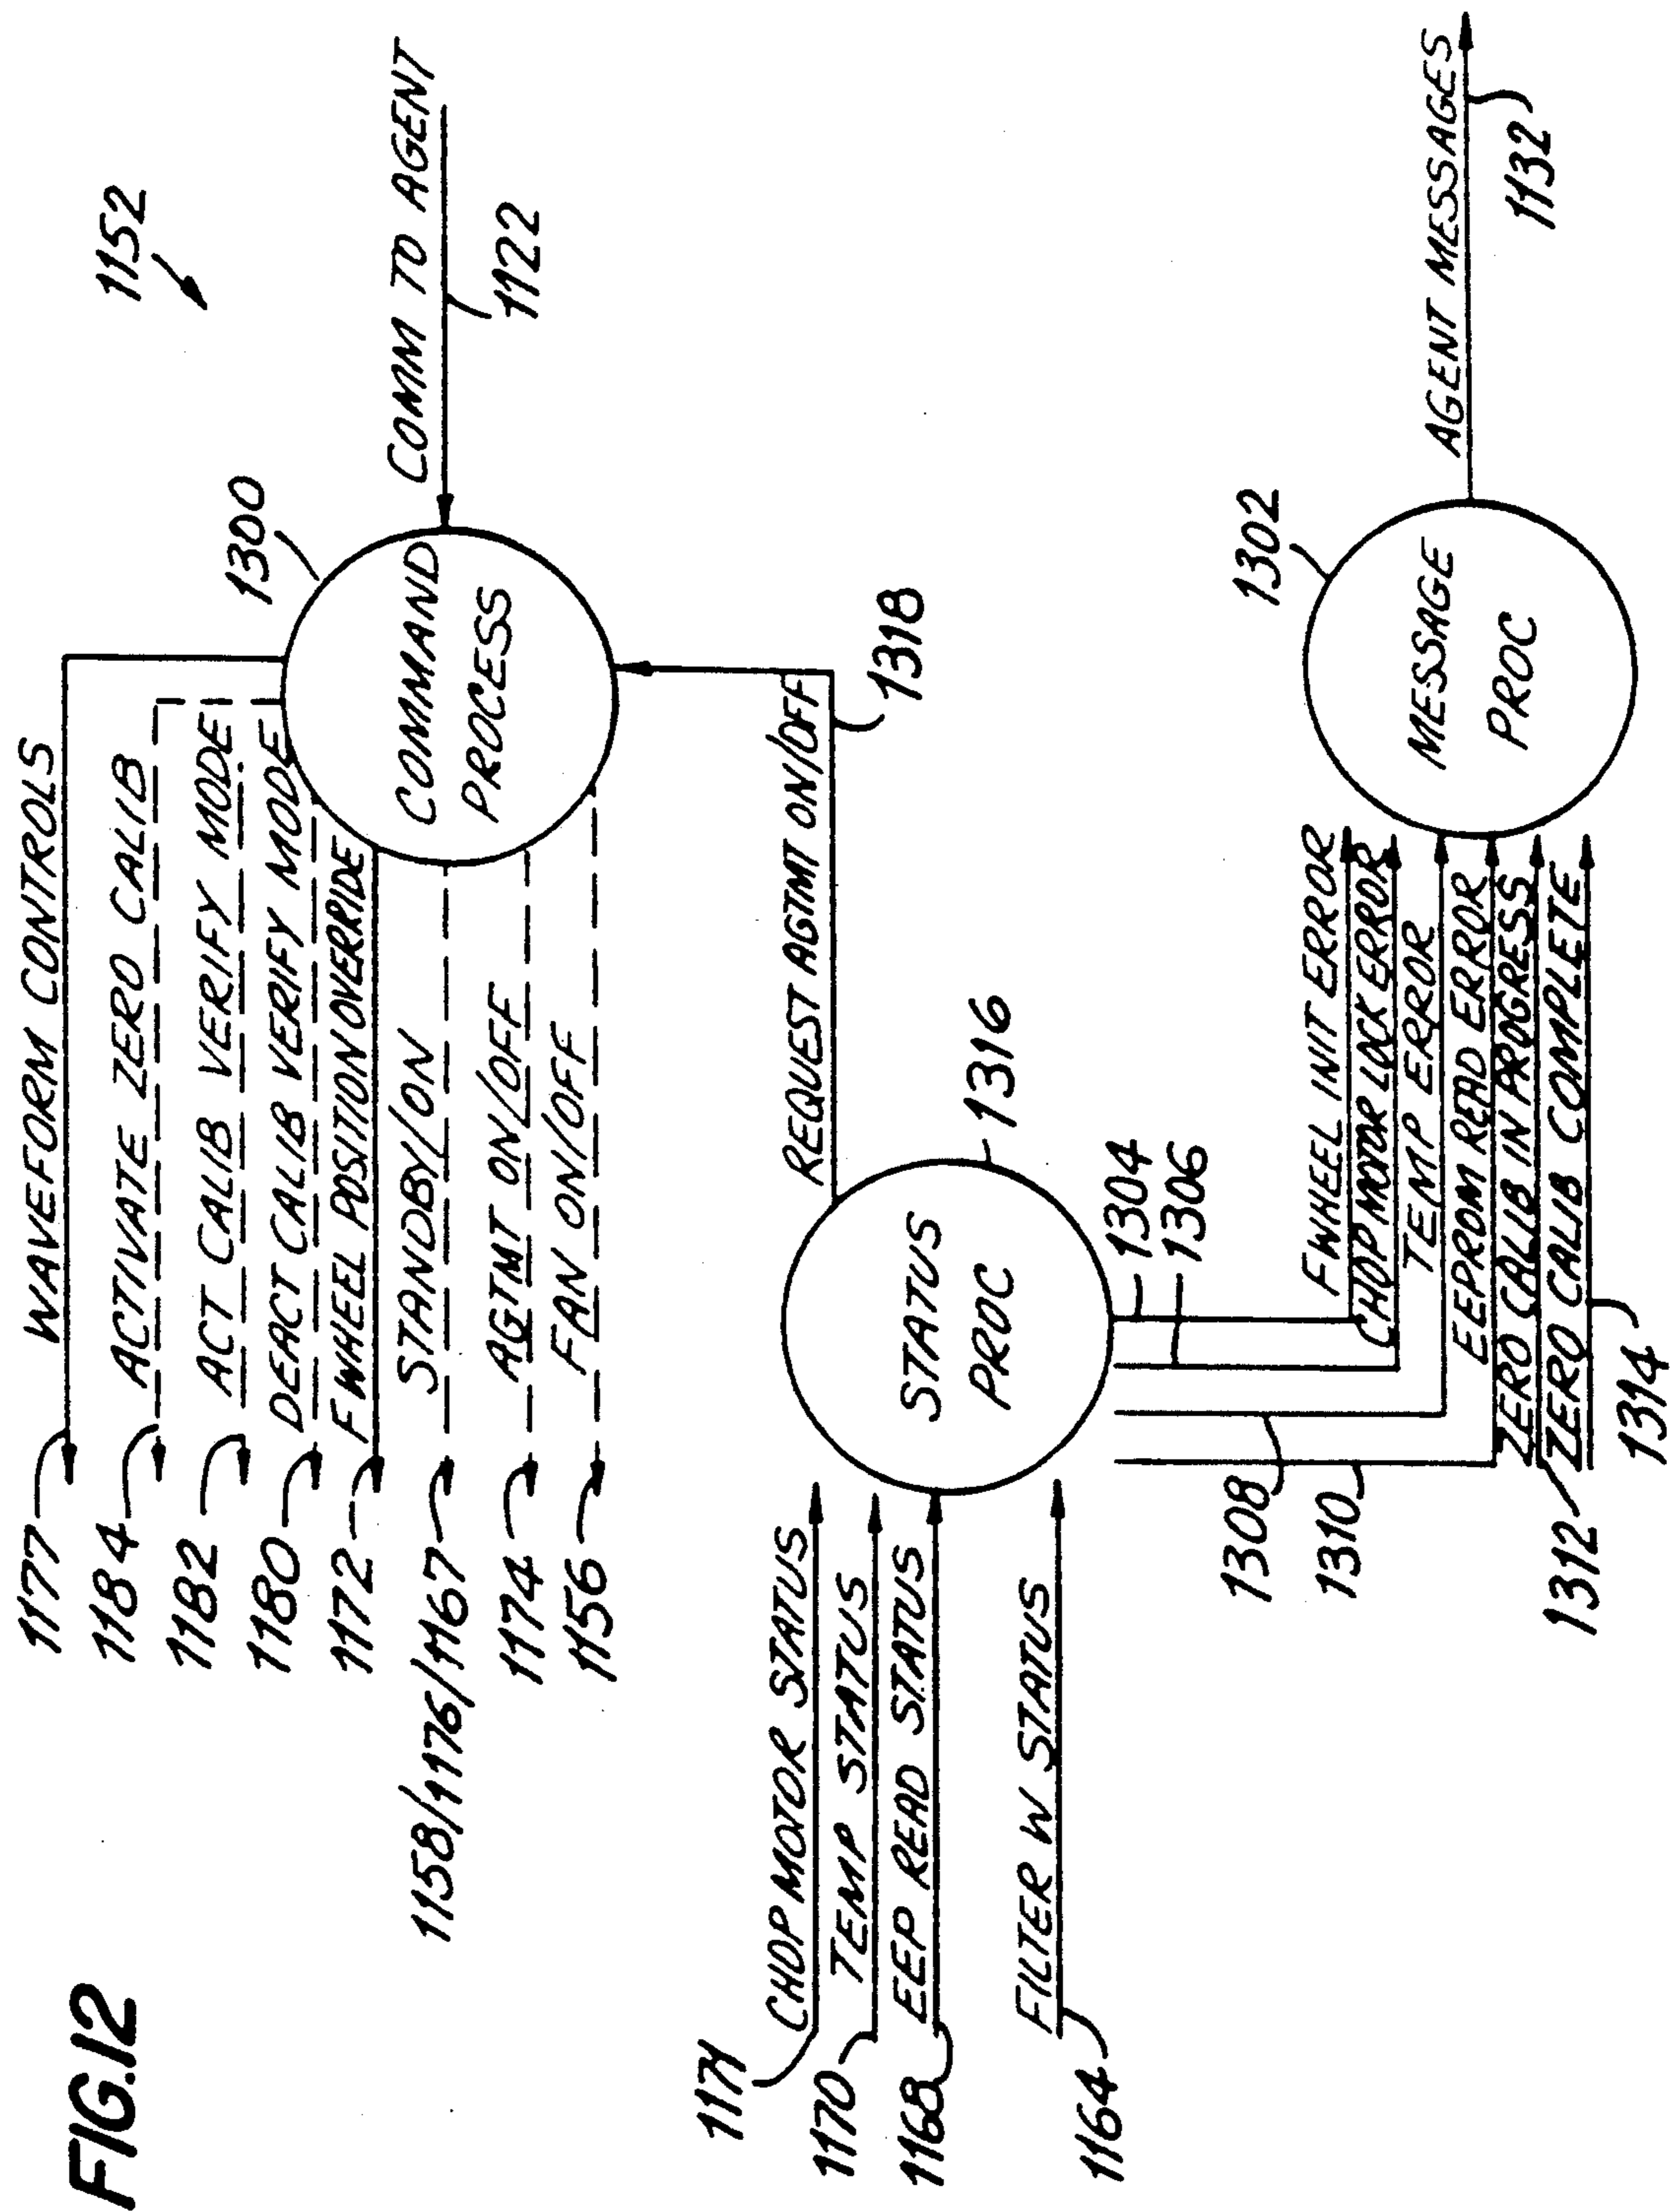 FIG.12
1152
1177
WAVEFORM CONTROLS
1184
ACTIVATE ZERO CALIB
1182
ACT CALIB VERIFY MODE
1180
DEACT CALIB VERIFY MODE
1172
F WHEEL POSITION OVERRIDE
1158/1176/1167
STANDBY/ON
1174
AGTMT ON/OFF
1156
FAN ON/OFF
1300
COMMAND
PROCESS
COMM TO AGENT
1122
REQUEST AGTMT ON/OFF
1318
1171
CHOP MOTOR STATUS
1170
TEMP STATUS
1168
EEP READ STATUS
1164
FILTER W STATUS
STATUS
PROC
1316
1304
1306
1308
1310
1312
1314
F WHEEL INIT ERROR
CHOP MOTOR LOCK ERROR
TEMP ERROR
EEPROM READ ERROR
ZERO CALIB IN PROGRESS
ZERO CALIB COMPLETE
1302
MESSAGE
PROC
AGENT MESSAGES
1132